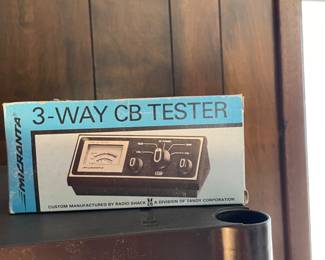 3-WAY CB TESTER
MICRONTA
CUSTOM MANUFACTURED BY RADIO SHACK A DIVISION OF TANDY CORPORATION